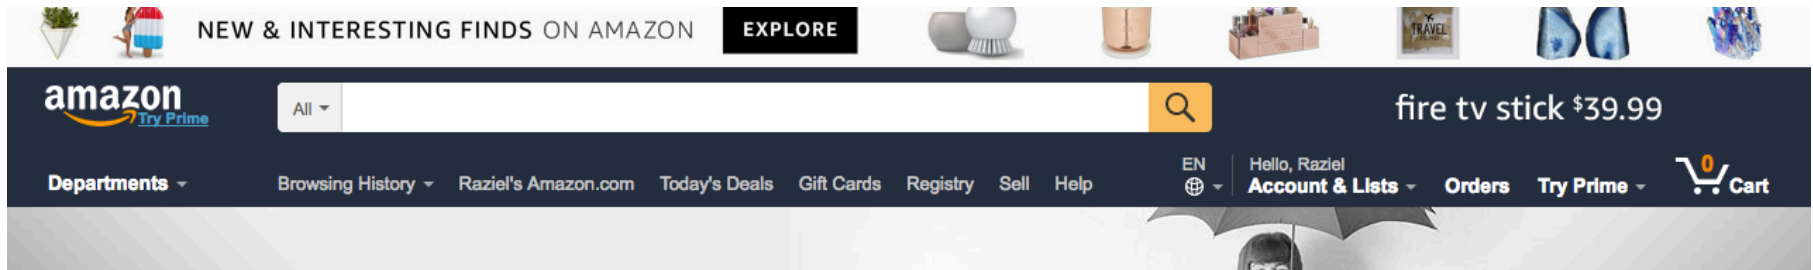 NEW & INTERESTING FINDS ON AMAZON EXPLORE
TRAVEL
amazon
Try Prime
All
fire tv stick $39.99
Departments
Browsing History Raziel's Amazon.com Today's Deals Gift Cards Registry Sell Help
EN
Hello, Raziel
Account & Lists
Orders
Try Prime
0
Cart